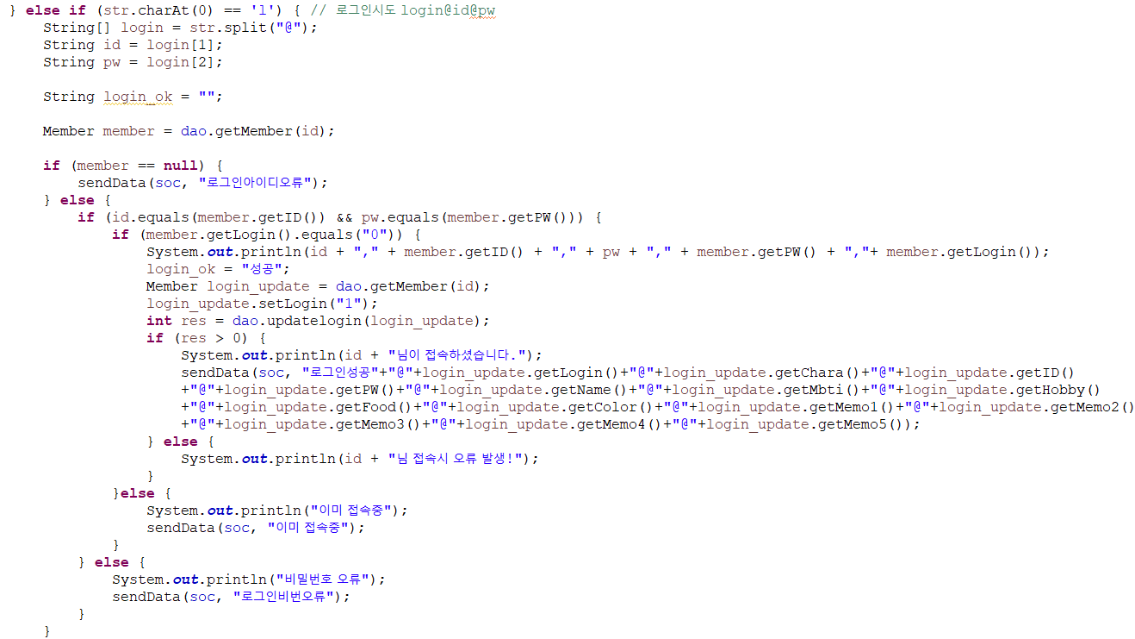 } else if (str.charAt(0) == 'l') { // 로그인시도 login@id@pw
String[] login = str.split("@");
String id = login[1];
String pw = login[2];
String login_ok = "";
Member member = dao.getMember(id);
if (member == null) {
sendData(soc, "로그인아이디오류");
} else {
if (id.equals(member.getID()) && pw.equals(member.getPW())) {
if (member.getLogin().equals("0")) {
System.out.println(id + "," + member.getID() + "," + pw + "," + member.getPW() + ","+ member.getLogin());
login_ok = "성공";
Member login_update = dao.getMember(id);
login_update.setLogin("1");
int res = dao.updatelogin(login_update);
if (res > 0) {
System.out.println(id + "님이 접속하셨습니다.");
sendData(soc, "로그인성공"+"@"+login_update.getLogin()+"@"+login_update.getChara()+"@"+login_update.getID()
+"@"+login_update.getPW()+"@"+login_update.getName()+"@"+login_update.getMbti()+"@"+login_update.getHobby()
+"@"+login_update.getFood()+"@"+login_update.getColor()+"@"+login_update.getMemo1()+"@"+login_update.getMemo2()
+"@"+login_update.getMemo3()+"@"+login_update.getMemo4()+"@"+login_update.getMemo5());
} else {
System.out.println(id + "님 접속시 오류 발생!");
}
}else {
System.out.println("이미 접속중");
sendData(soc, "이미 접속중");
}
} else {
System.out.println("비밀번호 오류");
sendData(soc, "로그인비번오류");
}
}